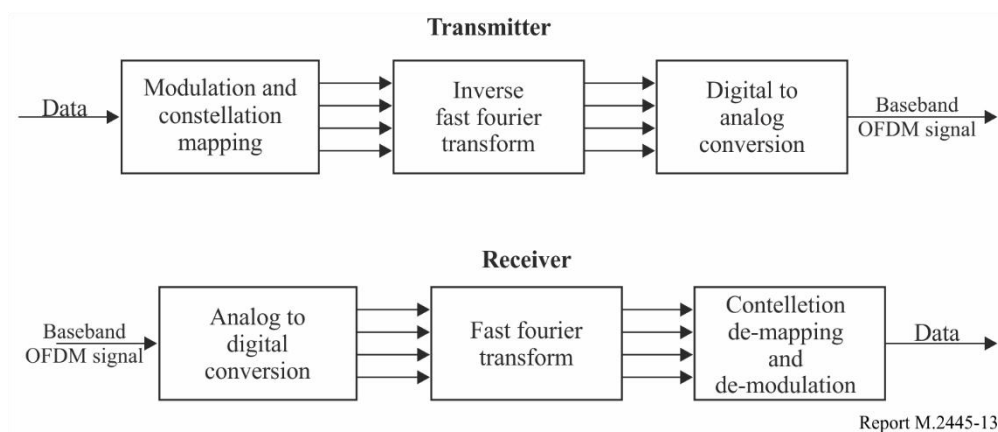 Transmitter
Data
Modulation and
constellation
mapping
Inverse
fast fourier
transform
Digital to
analog
conversion
Baseband
OFDM signal
Receiver
Baseband
OFDM signal
Analog to
digital
conversion
Fast fourier
transform
Contelletion
de-mapping
and
de-modulation
Data
Report M.2445-13